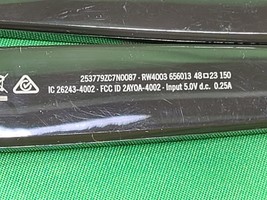 253779ZC7N0087 - RW4003 656013 48¤23 150
IC 26243-4002 - FCC ID 2AYOA-4002 - Input 5.0V d.c. 0.25A